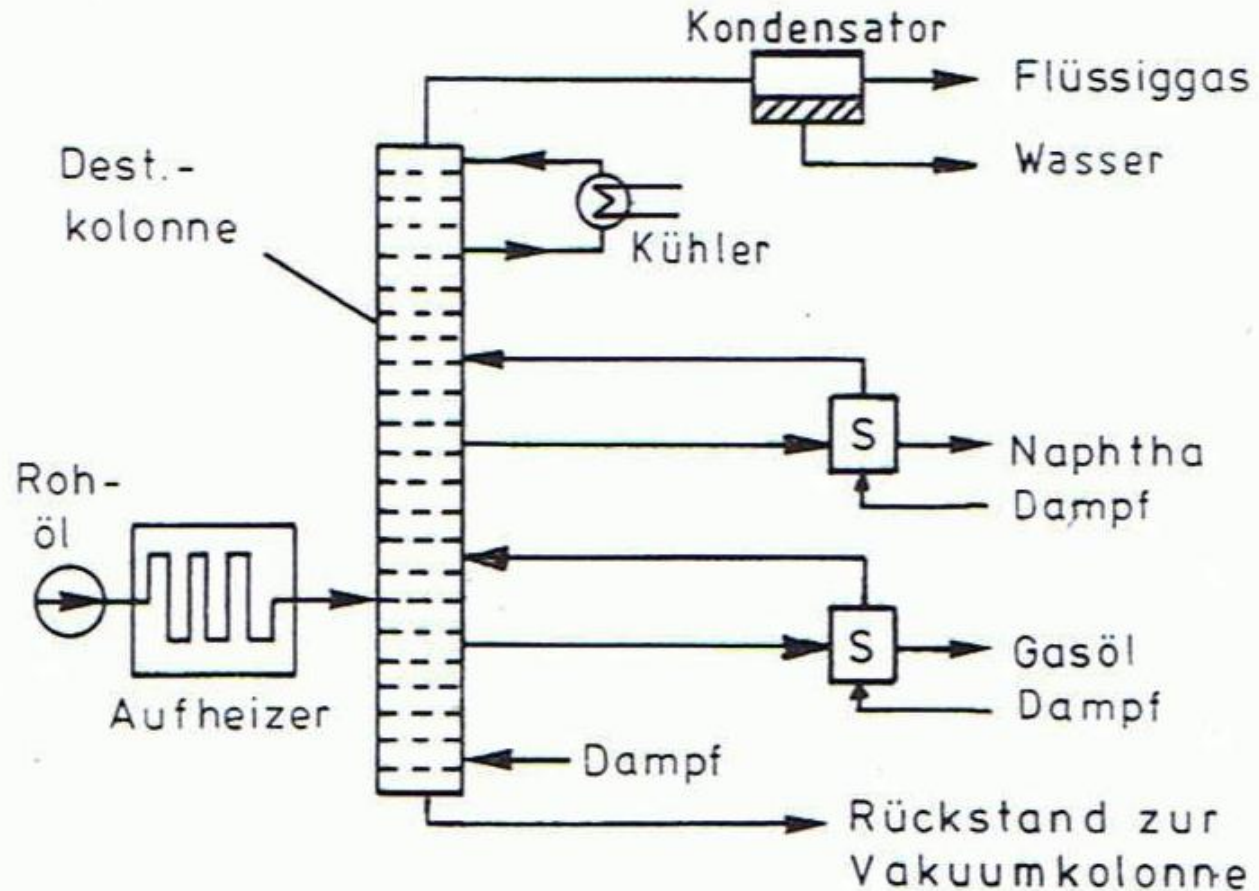 Kondensator
Flüssiggas
Wasser
Dest.-
kolonne
Kühler
Roh-
öl
Aufheizer
S
Naphtha
Dampf
S
Gasöl
Dampf
Dampf
Rückstand zur
Vakuumkolonne